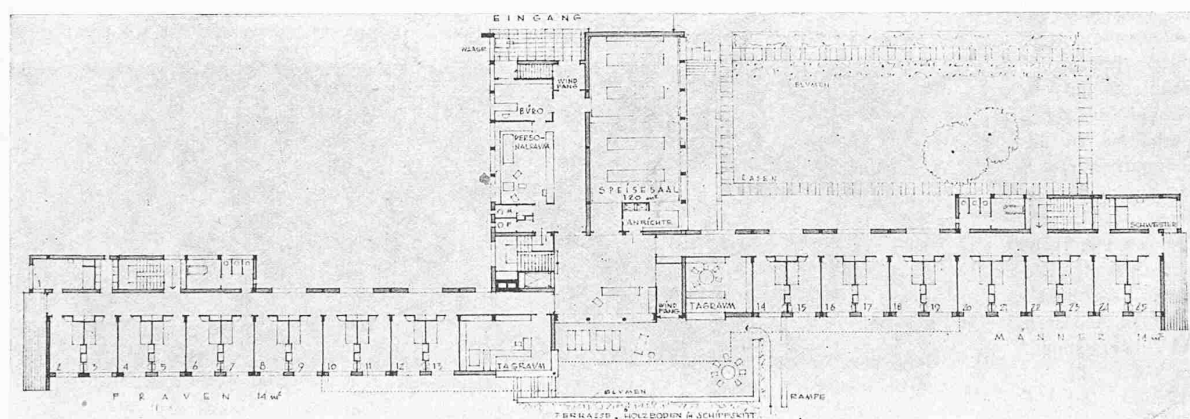 EINGANG
WIND
FANG
BÜRO
PERSO-
NALRAUM
BLUMEN
RASEN
SPEISESAAL
120 m²
ANRICHTE
SCHWESTER
WIND
FANG
TAGRAUM
14 15 16 17 18 19 20 21 22 23 24 25
MÄNNER 14 m²
2 3 4 5 6 7 8 9 10 11 12 13
TAGRAUM
FRAUEN 14 m²
BLUMEN
RAMPE
TERRASSE